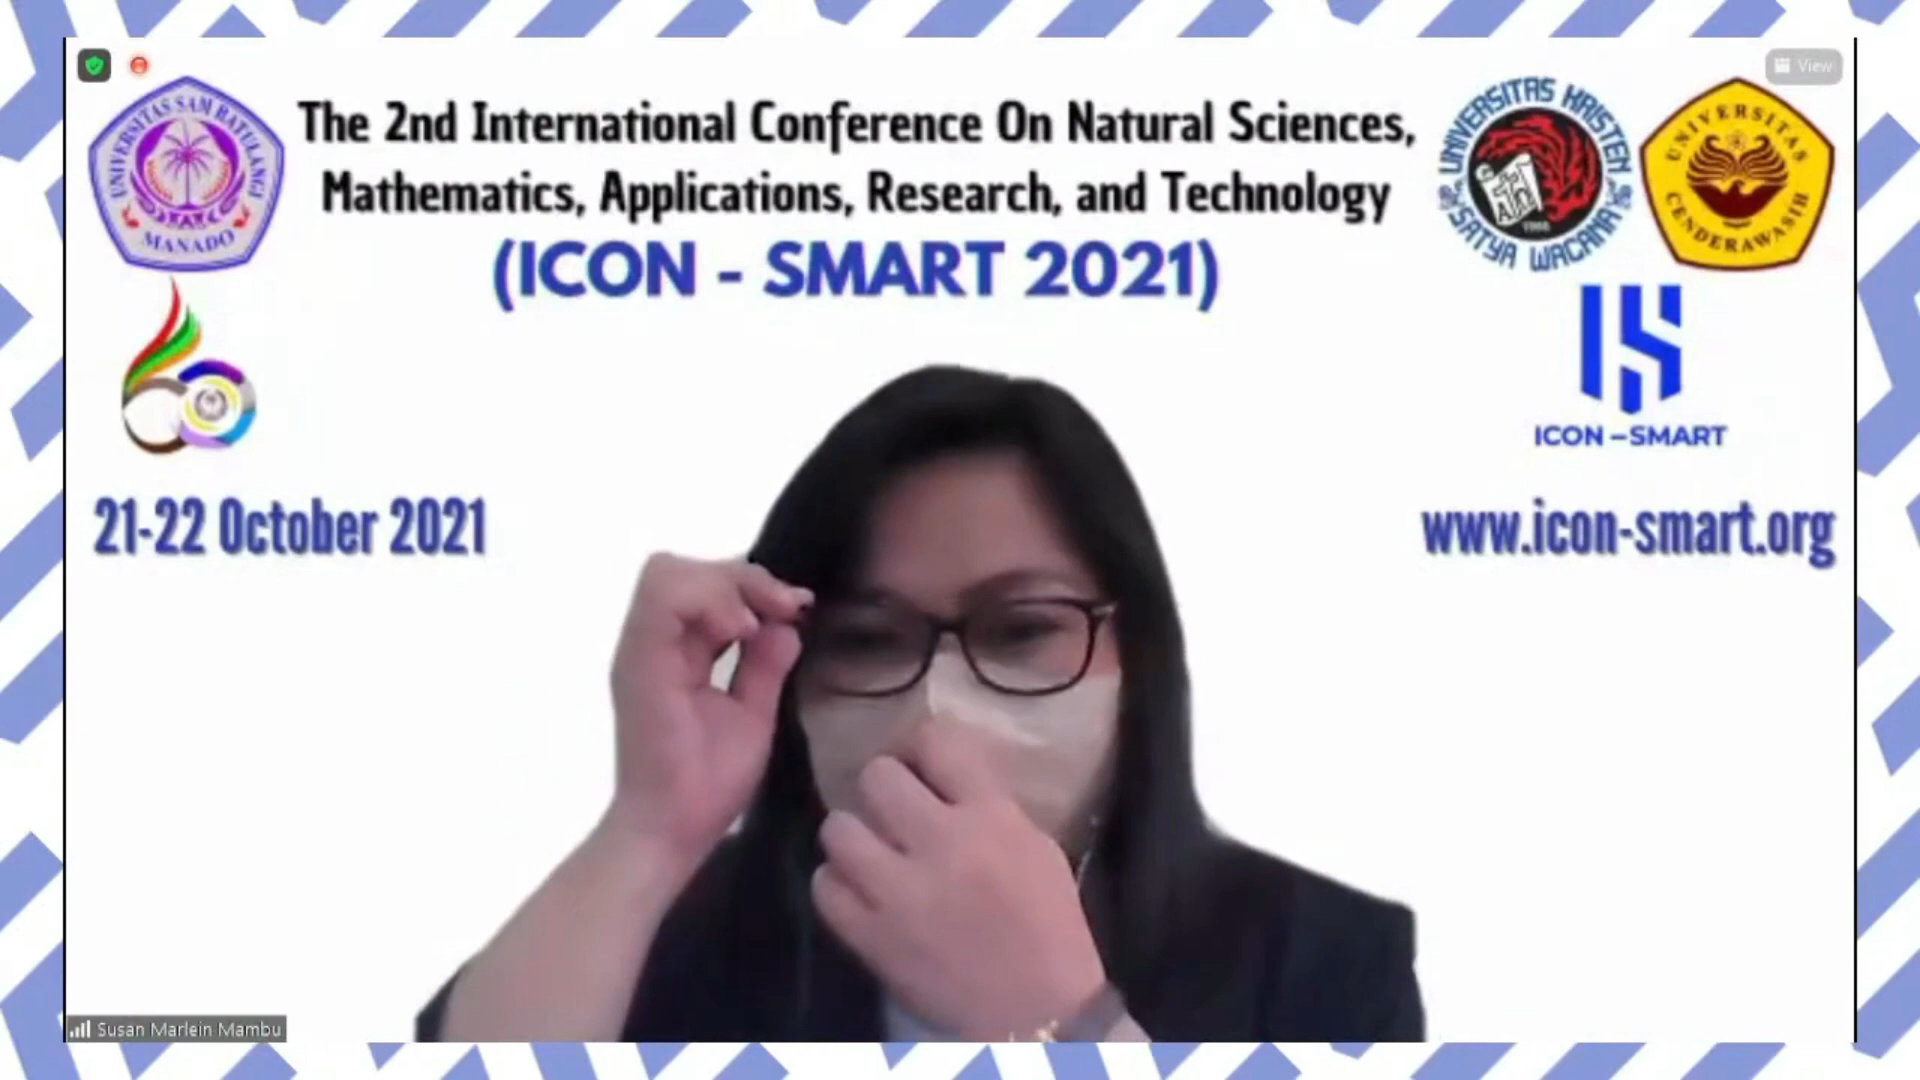 View
UNIVERSITAS SAM RATULANGI
MANADO
The 2nd International Conference On Natural Sciences,
Mathematics, Applications, Research, and Technology
(ICON - SMART 2021)
UNIVERSITAS KRISTEN
SATYA WACANA
UNIVERSITAS
CENDERAWASIH
60
IS
ICON – SMART
21-22 October 2021
www.icon-smart.org
Susan Marlein Mambu